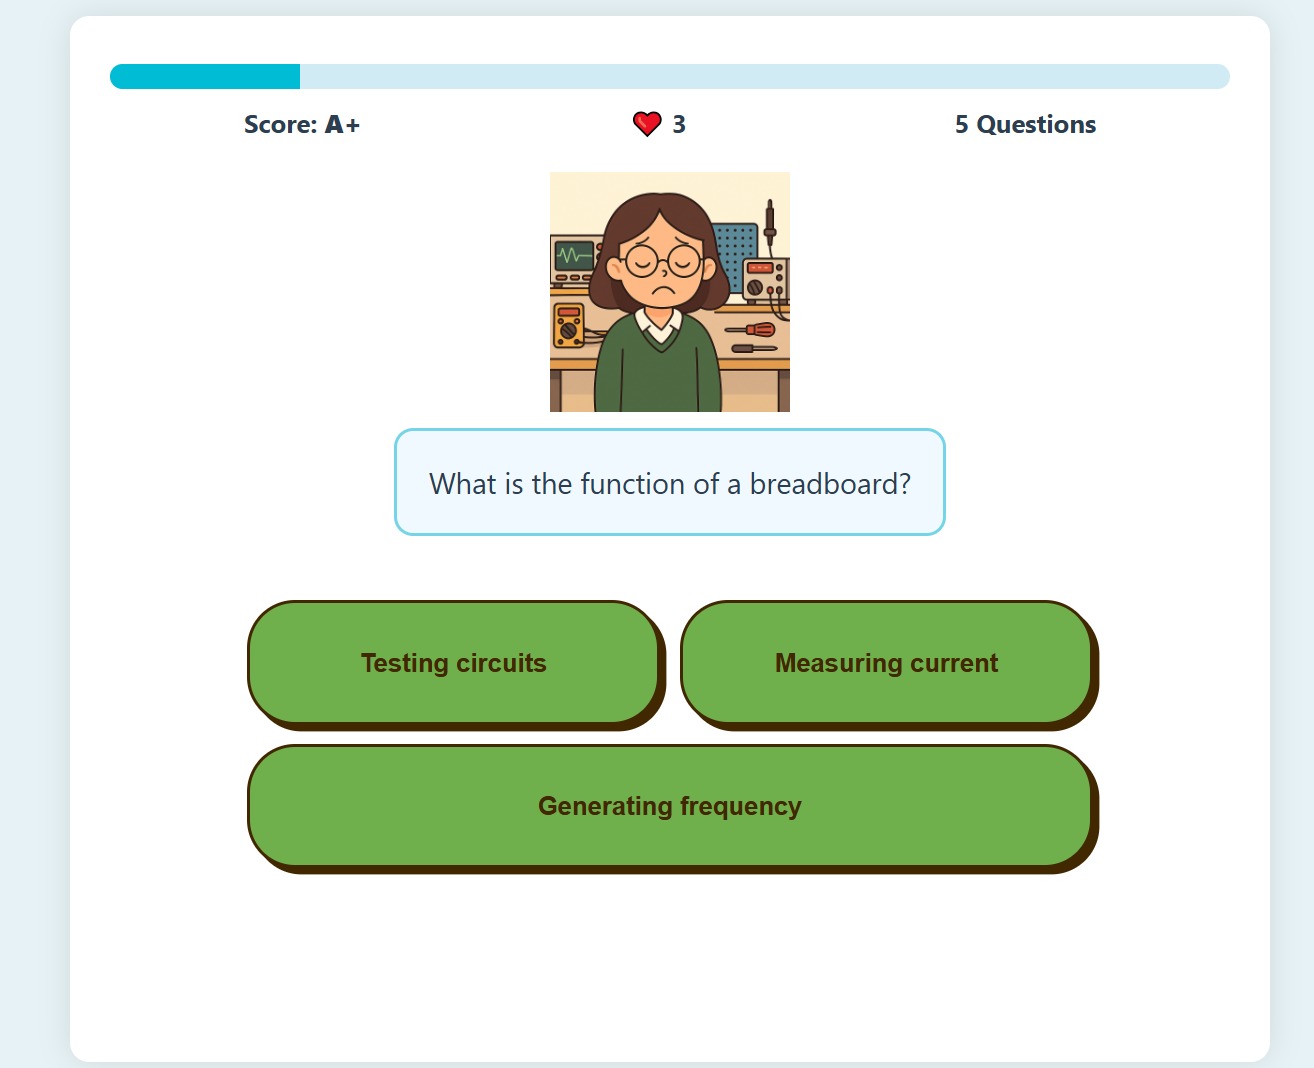 Score: A+
3
5 Questions
What is the function of a breadboard?
Testing circuits
Measuring current
Generating frequency